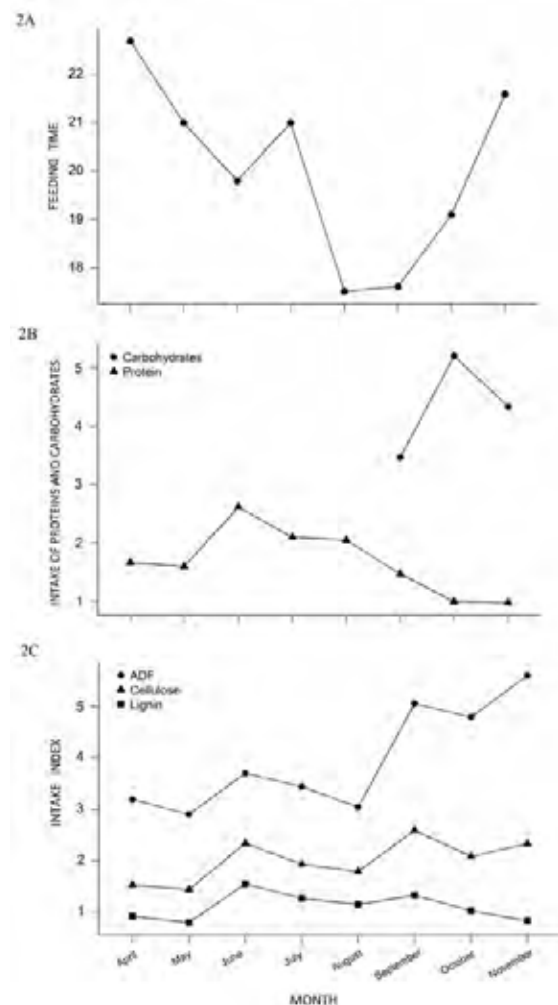 2A
FEEDING TIME
22
21
20
19
18
2B
Carbohydrates
Protein
INTAKE OF PROTEINS AND CARBOHYDRATES
5
4
3
2
1
2C
ADF
Cellulose
Lignin
INTAKE INDEX
5
4
3
2
1
April
May
June
July
August
September
October
November
MONTH